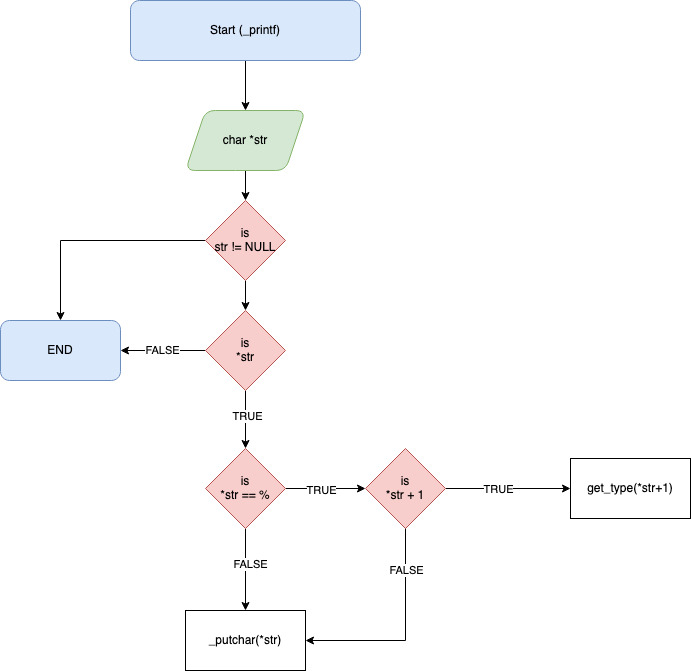 Start (_printf)
char *str
is
str != NULL
END
FALSE
is
*str
TRUE
is
*str == %
TRUE
is
*str + 1
TRUE
get_type(*str+1)
FALSE
FALSE
_putchar(*str)